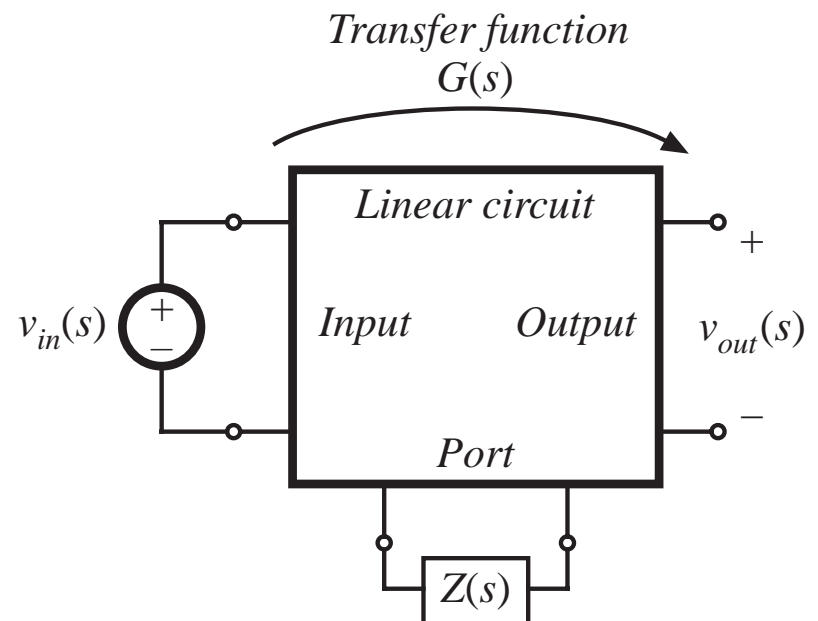 Transfer function
G(s)
Linear circuit
+
+
v_in(s)
Input
Output
v_out(s)
−
−
Port
Z(s)